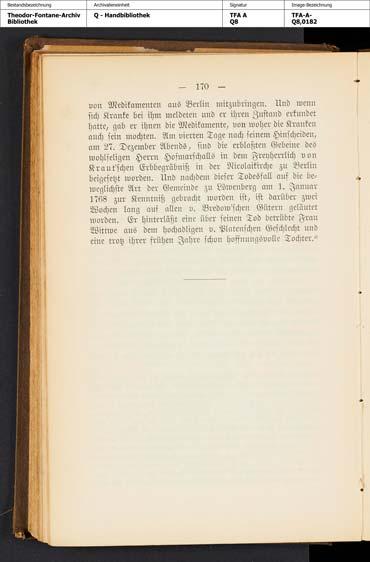 Bestandsbezeichnung Archivalieneinheit Signatur Image-Bezeichnung
Theodor-Fontane-Archiv Q - Handbibliothek TFA A TFA-A-
Bibliothek Q8 Q8,0182
— 170 —
von Medikamenten aus Berlin mitzubringen. Und wenn
sich Kranke bei ihm meldeten und er ihren Zustand erkundet
hatte, gab er ihnen die Medikamente, von woher die Kranken
auch sein mochten. Am vierten Tage nach seinem Hinscheiden,
am 27. Dezember Abends, sind die erblaßten Gebeine des
wohlseligen Herrn Hofmarschalls in dem Freyherrlich von
Kraut'schen Erbbegräbniß in der Nicolaikirche zu Berlin
beigesetzt worden. Und nachdem dieser Todesfall auf die be-
weglichste Art der Gemeinde zu Löwenberg am 1. Januar
1768 zur Kenntniß gebracht worden ist, ist darüber zwei
Wochen lang auf allen v. Bredow'schen Gütern geläutet
worden. Er hinterläßt eine über seinen Tod betrübte Frau
Wittwe aus dem hochadligen v. Platenschen Geschlecht und
eine trotz ihrer frühen Jahre schon hoffnungsvolle Tochter."